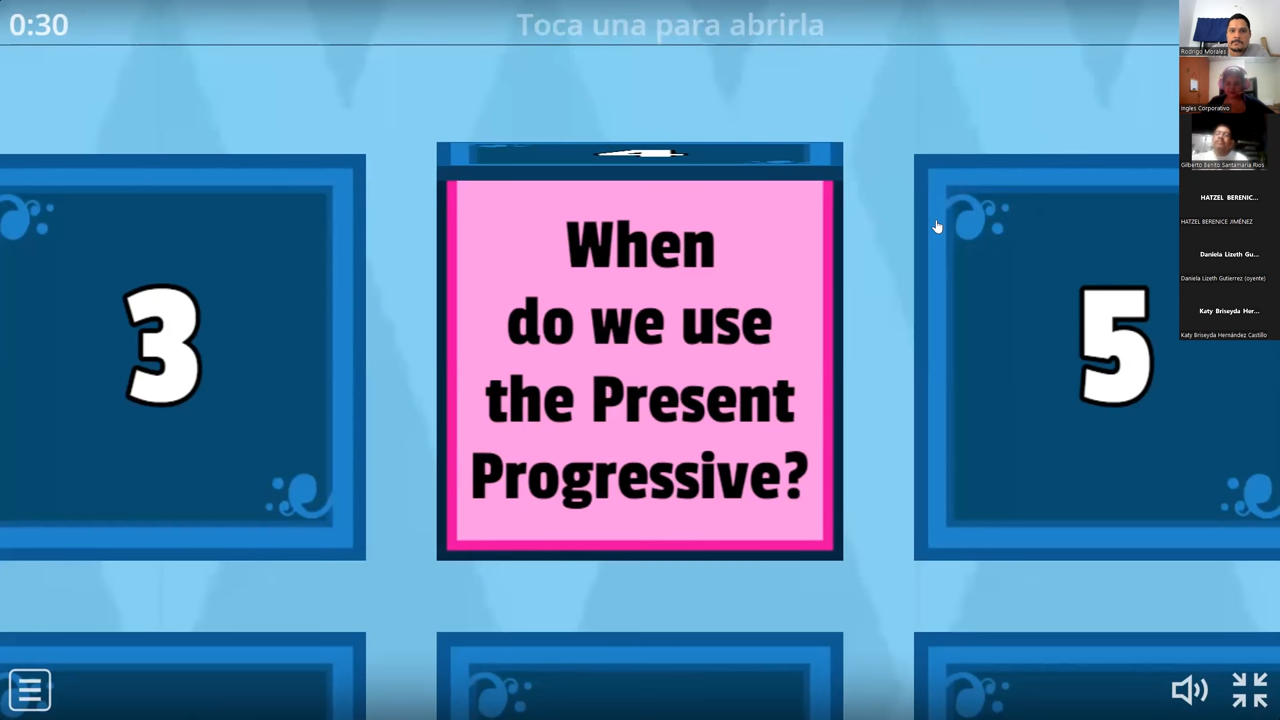 0:30
Toca una para abrirla
3
When
do we use
the Present
Progressive?
5
Rodrigo Morales
Ingles Corporativo
Gilberto Benito Santamaria Rios
HATZEL BERENIC...
HATZEL BERENICE JIMÉNEZ
Daniela Lizeth Gu...
Daniela Lizeth Gutierrez (oyente)
Katy Briseyda Her...
Katy Briseyda Hernández Castillo